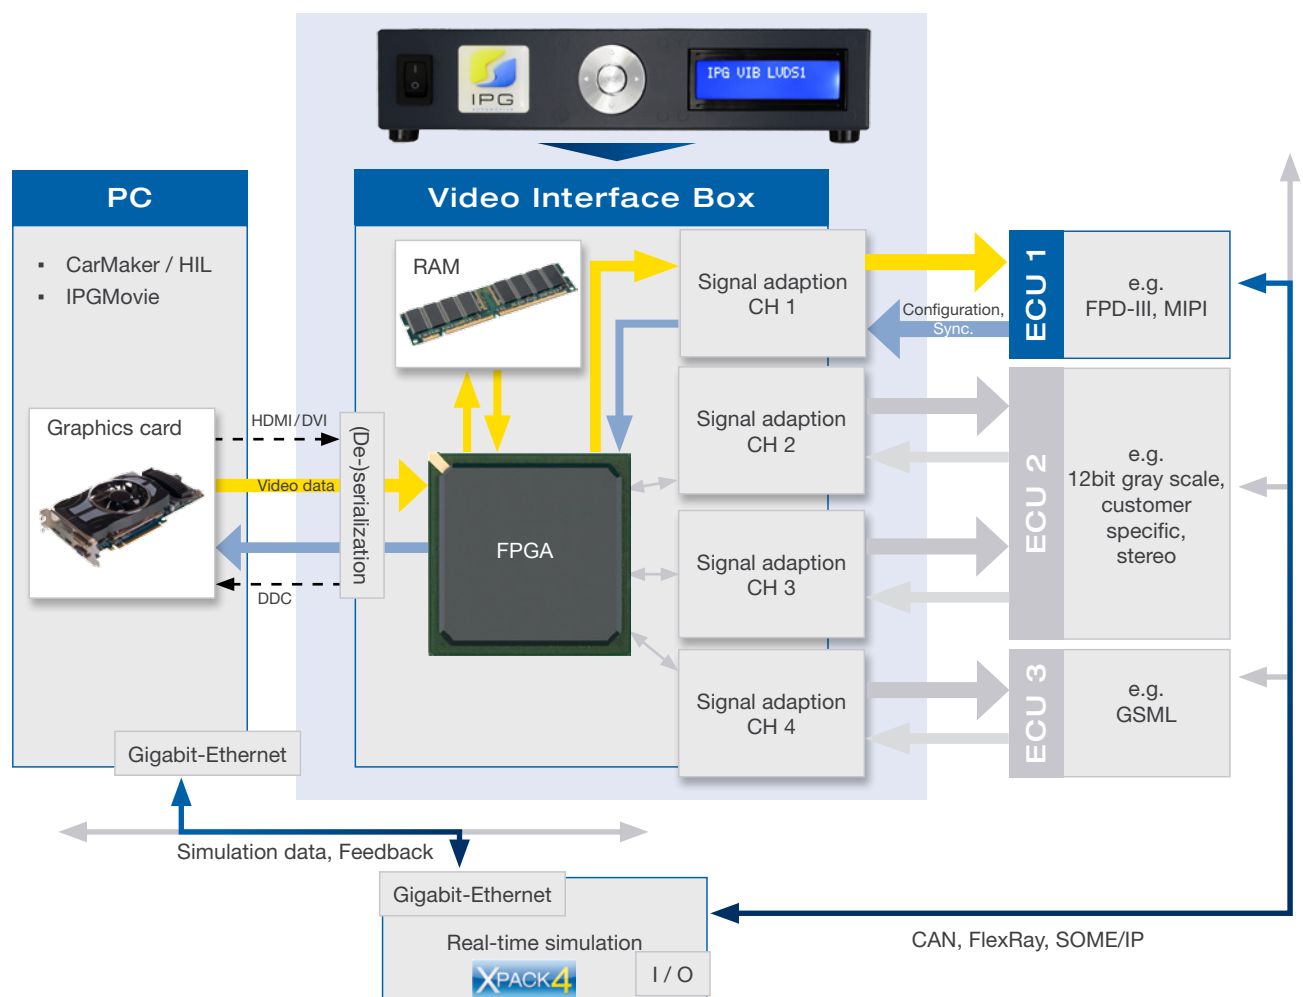 IPG VIB LVDS1
IPG
PC
Video Interface Box
CarMaker / HIL
IPGMovie
RAM
Signal adaption
CH 1
Configuration,
Sync.
ECU 1
e.g.
FPD-III, MIPI
Graphics card
HDMI/DVI
Video data
DDC
(De-)serialization
FPGA
Signal adaption
CH 2
Signal adaption
CH 3
ECU 2
e.g.
12bit gray scale,
customer
specific,
stereo
Signal adaption
CH 4
ECU 3
e.g.
GSML
Gigabit-Ethernet
Simulation data, Feedback
Gigabit-Ethernet
Real-time simulation
XPACK4
I / O
CAN, FlexRay, SOME/IP